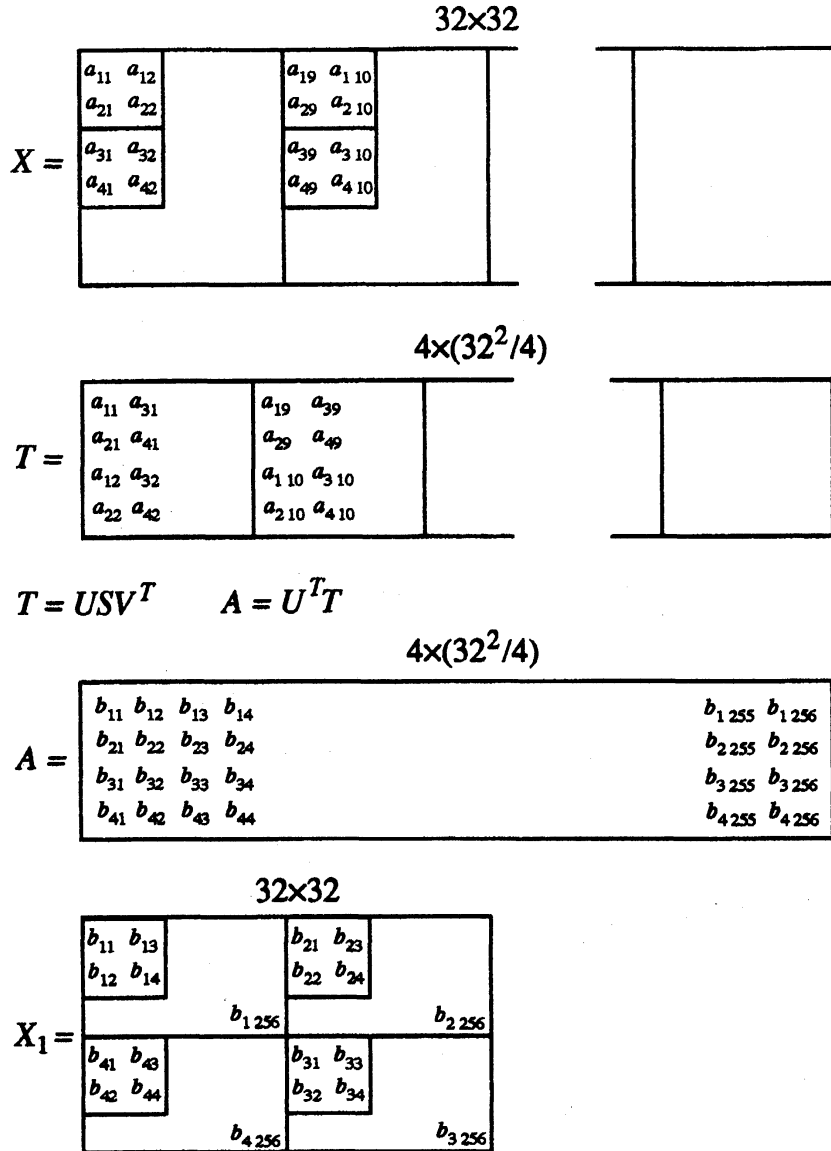 32×32
a11 a12 a19 a1 10
a21 a22 a29 a2 10
X =
a31 a32 a39 a3 10
a41 a42 a49 a4 10
4×(32²/4)
a11 a31 a19 a39
a21 a41 a29 a49
T =
a12 a32 a1 10 a3 10
a22 a42 a2 10 a4 10
T = USV^T A = U^T T
4×(32²/4)
b11 b12 b13 b14 b1 255 b1 256
b21 b22 b23 b24 b2 255 b2 256
A =
b31 b32 b33 b34 b3 255 b3 256
b41 b42 b43 b44 b4 255 b4 256
32×32
b11 b13 b21 b23
b12 b14 b22 b24
b1 256 b2 256
X1 =
b41 b43 b31 b33
b42 b44 b32 b34
b4 256 b3 256